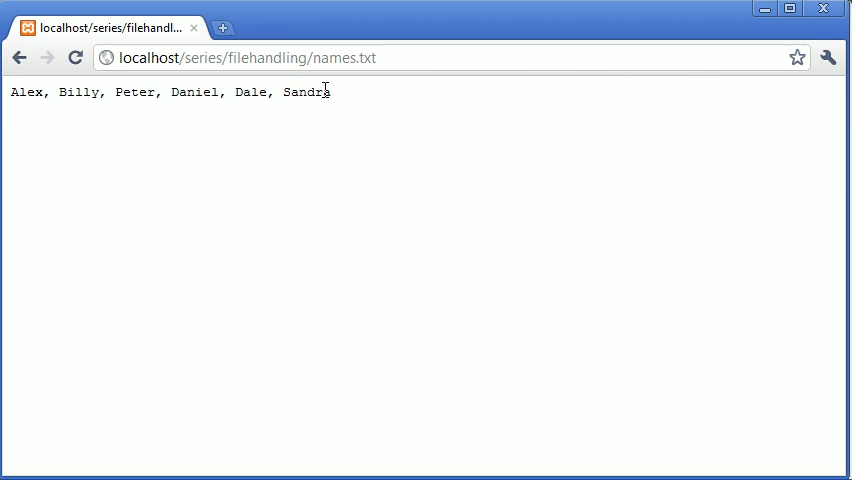 localhost/series/filehandl...
localhost/series/filehandling/names.txt
Alex, Billy, Peter, Daniel, Dale, Sandra